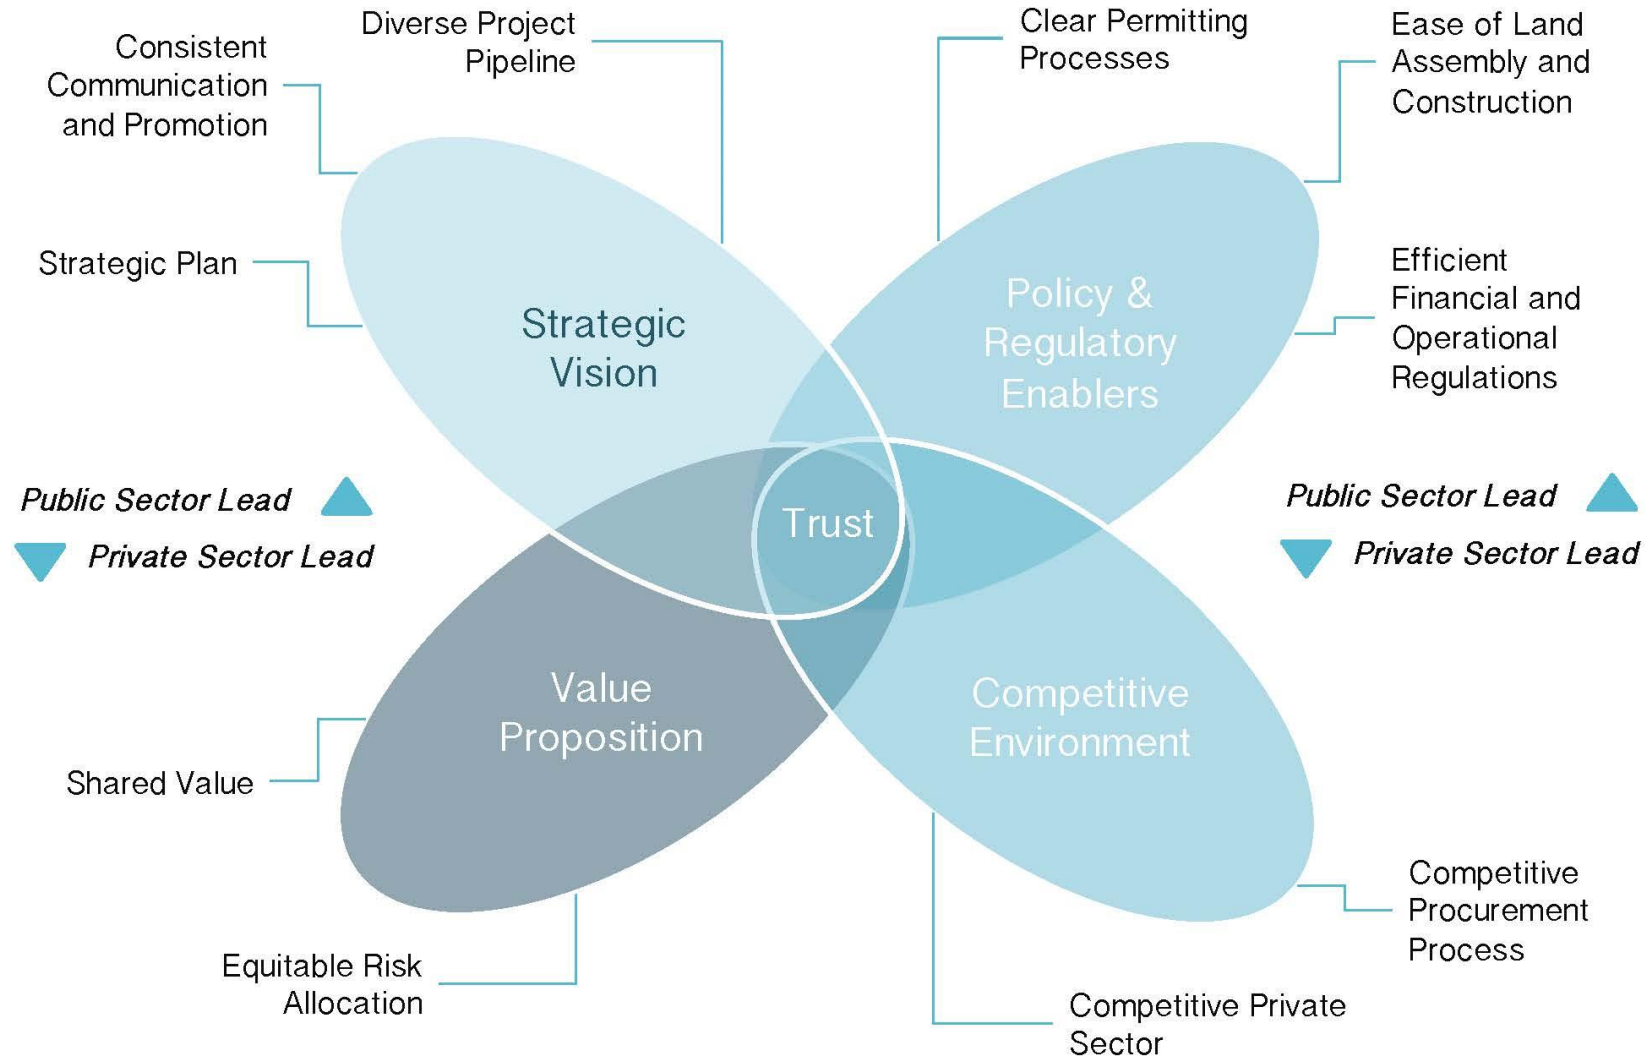 Consistent
Communication
and Promotion
Diverse Project
Pipeline
Clear Permitting
Processes
Ease of Land
Assembly and
Construction
Strategic Plan
Efficient
Financial and
Operational
Regulations
Strategic
Vision
Policy &
Regulatory
Enablers
Public Sector Lead
Private Sector Lead
Trust
Public Sector Lead
Private Sector Lead
Value
Proposition
Competitive
Environment
Shared Value
Equitable Risk
Allocation
Competitive
Procurement
Process
Competitive Private
Sector